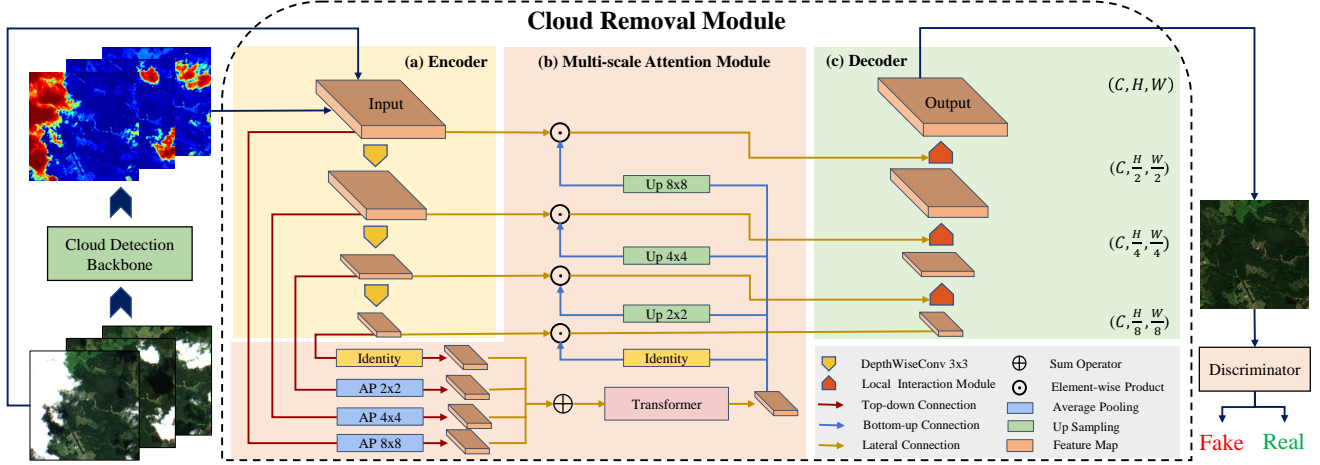 Cloud Removal Module
(a) Encoder
(b) Multi-scale Attention Module
(c) Decoder
Input
Output
(C, H, W)
Up 8x8
(C, H/2, W/2)
Cloud Detection
Backbone
Up 4x4
(C, H/4, W/4)
Up 2x2
(C, H/8, W/8)
Identity
Identity
AP 2x2
AP 4x4
AP 8x8
Transformer
DepthWiseConv 3x3
Local Interaction Module
Top-down Connection
Bottom-up Connection
Lateral Connection
Sum Operator
Element-wise Product
Average Pooling
Up Sampling
Feature Map
Discriminator
Fake
Real